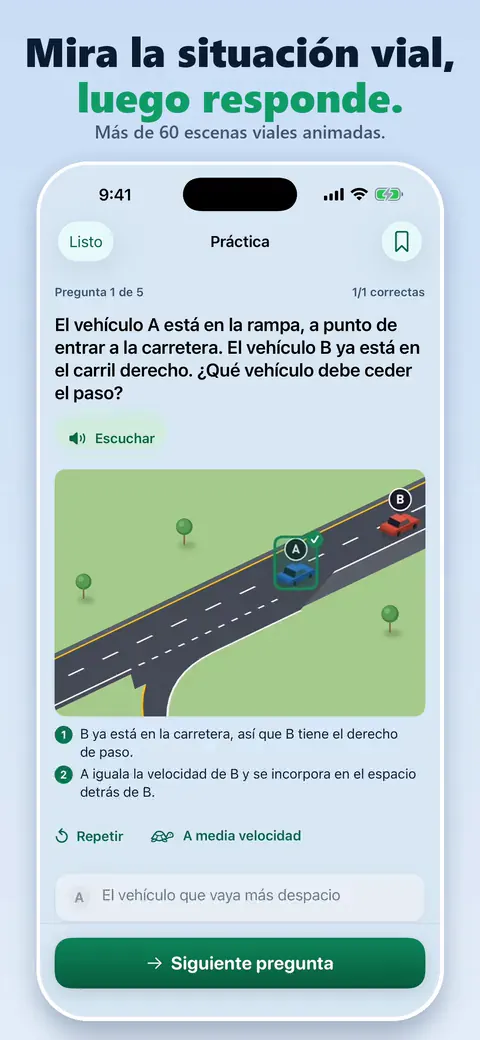 Mira la situación vial,
luego responde.
Más de 60 escenas viales animadas.
9:41
Listo
Práctica
Pregunta 1 de 5
1/1 correctas
El vehículo A está en la rampa, a punto de
entrar a la carretera. El vehículo B ya está en
el carril derecho. ¿Qué vehículo debe ceder
el paso?
Escuchar
B
A
1 B ya está en la carretera, así que B tiene el derecho
de paso.
2 A iguala la velocidad de B y se incorpora en el espacio
detrás de B.
Repetir
A media velocidad
A El vehículo que vaya más despacio
→ Siguiente pregunta